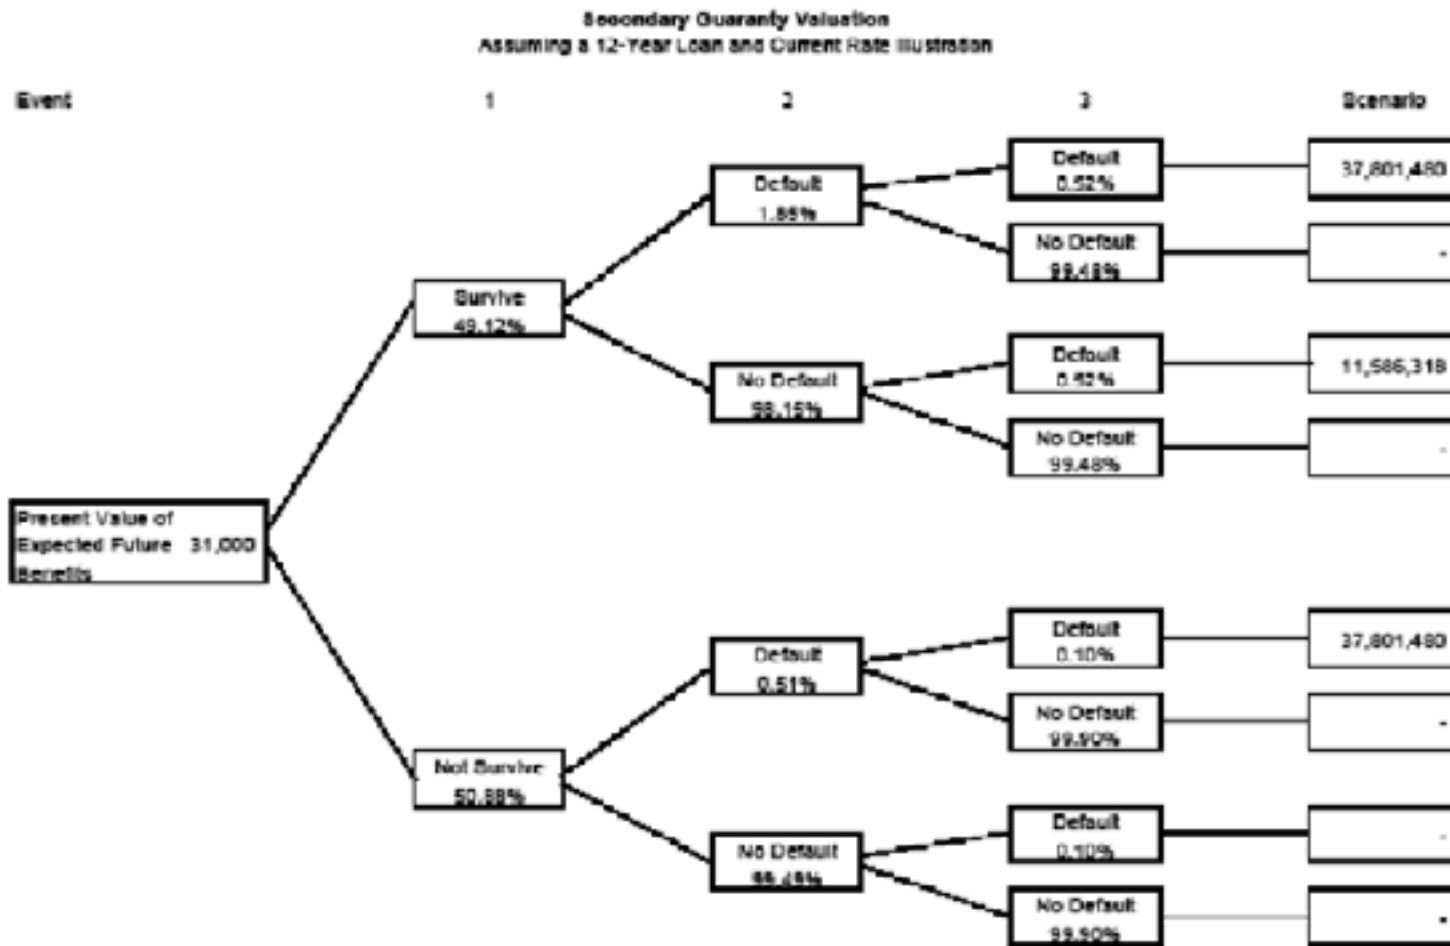 Secondary Guaranty Valuation
Assuming a 12-Year Loan and Current Rate Illustration
Event 1 2 3 Scenario
Default
0.52%
37,801,480
Default
1.85%
No Default
99.48%
-
Survive
49.12%
Default
0.52%
11,586,318
No Default
98.15%
No Default
99.48%
-
Present Value of
Expected Future 31,000
Benefits
Default
0.10%
37,801,480
Default
0.51%
No Default
99.90%
-
Not Survive
50.88%
Default
0.10%
-
No Default
99.49%
No Default
99.90%
-